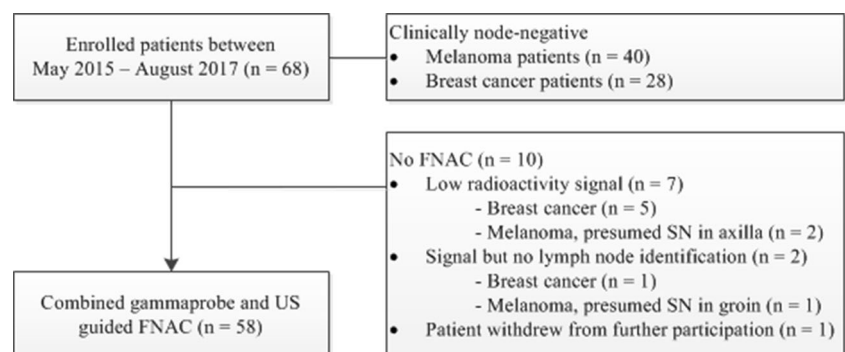 Enrolled patients between
May 2015 – August 2017 (n = 68)
Clinically node-negative
• Melanoma patients (n = 40)
• Breast cancer patients (n = 28)
No FNAC (n = 10)
• Low radioactivity signal (n = 7)
- Breast cancer (n = 5)
- Melanoma, presumed SN in axilla (n = 2)
• Signal but no lymph node identification (n = 2)
- Breast cancer (n = 1)
- Melanoma, presumed SN in groin (n = 1)
• Patient withdrew from further participation (n = 1)
Combined gammaprobe and US
guided FNAC (n = 58)